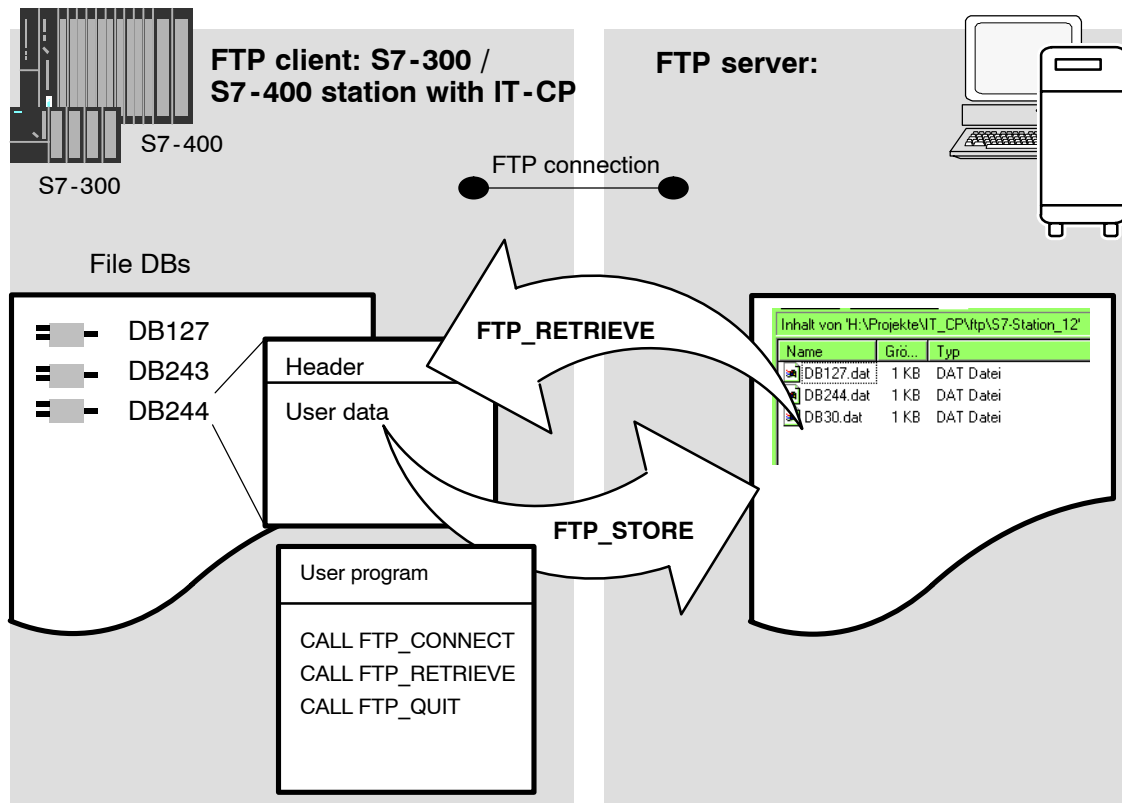 FTP client: S7-300 /
S7-400 station with IT-CP
S7-400
S7-300
FTP server:
FTP connection
File DBs
DB127
DB243
DB244
Header
User data
FTP_RETRIEVE
FTP_STORE
Inhalt von 'H:\Projekte\IT_CP\ftp\S7-Station_12'
Name Grö... Typ
DB127.dat 1 KB DAT Datei
DB244.dat 1 KB DAT Datei
DB30.dat 1 KB DAT Datei
User program
CALL FTP_CONNECT
CALL FTP_RETRIEVE
CALL FTP_QUIT